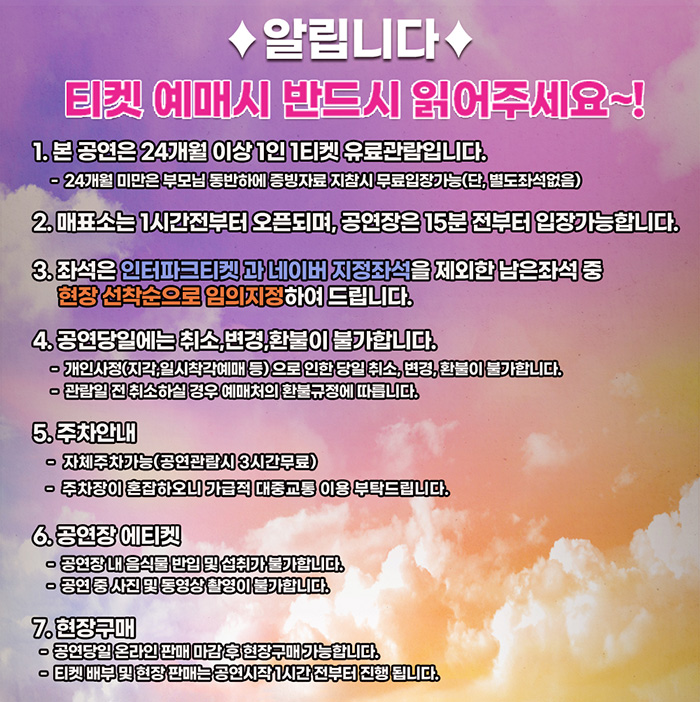 ✦알립니다✦
티켓 예매시 반드시 읽어주세요~!
1. 본 공연은 24개월 이상 1인 1티켓 유료관람입니다.
- 24개월 미만은 부모님 동반하에 증빙자료 지참시 무료입장가능(단, 별도좌석없음)
2. 매표소는 1시간전부터 오픈되며, 공연장은 15분 전부터 입장가능합니다.
3. 좌석은 인터파크티켓 과 네이버 지정좌석을 제외한 남은좌석 중
현장 선착순으로 임의지정하여 드립니다.
4. 공연당일에는 취소,변경,환불이 불가합니다.
- 개인사정(지각,일시착각예매 등) 으로 인한 당일 취소, 변경, 환불이 불가합니다.
- 관람일 전 취소하실 경우 예매처의 환불규정에 따릅니다.
5. 주차안내
- 자체주차가능(공연관람시 3시간무료)
- 주차장이 혼잡하오니 가급적 대중교통 이용 부탁드립니다.
6. 공연장 에티켓
- 공연장 내 음식물 반입 및 섭취가 불가합니다.
- 공연 중 사진 및 동영상 촬영이 불가합니다.
7. 현장구매
- 공연당일 온라인 판매 마감 후 현장구매 가능합니다.
- 티켓 배부 및 현장 판매는 공연시작 1시간 전부터 진행 됩니다.